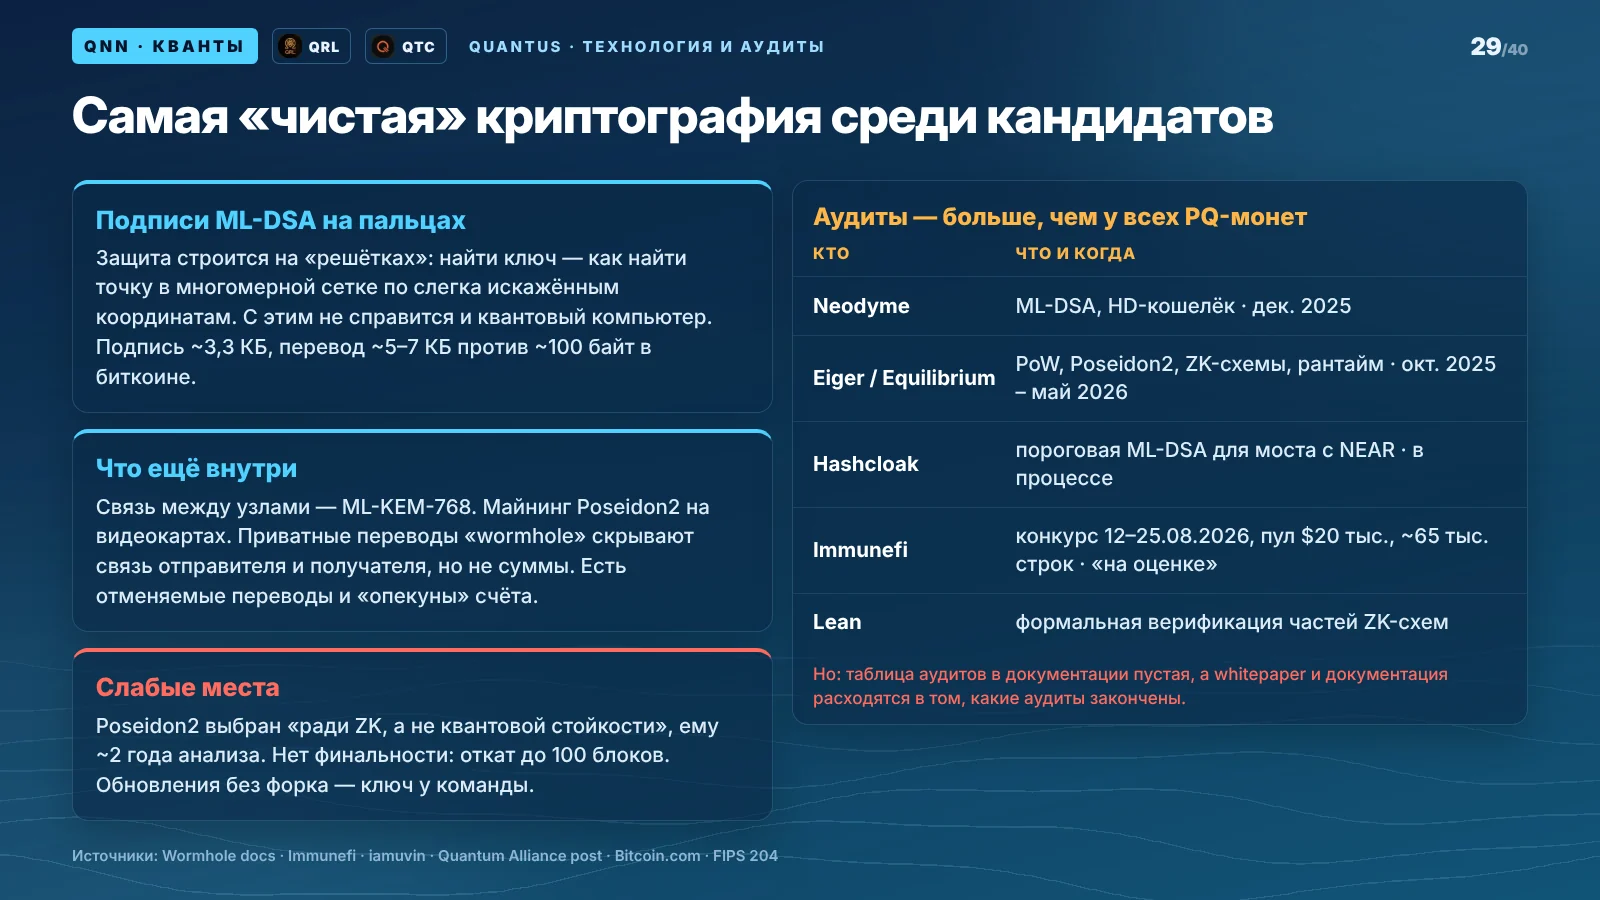 QNN · КВАНТЫ
QRL
QTC
QUANTUS · ТЕХНОЛОГИЯ И АУДИТЫ
29/40
Самая «чистая» криптография среди кандидатов
Подписи ML-DSA на пальцах
Защита строится на «решётках»: найти ключ — как найти
точку в многомерной сетке по слегка искажённым
координатам. С этим не справится и квантовый компьютер.
Подпись ~3,3 КБ, перевод ~5–7 КБ против ~100 байт в
биткоине.
Что ещё внутри
Связь между узлами — ML-KEM-768. Майнинг Poseidon2 на
видеокартах. Приватные переводы «wormhole» скрывают
связь отправителя и получателя, но не суммы. Есть
отменяемые переводы и «опекуны» счёта.
Слабые места
Poseidon2 выбран «ради ZK, а не квантовой стойкости», ему
~2 года анализа. Нет финальности: откат до 100 блоков.
Обновления без форка — ключ у команды.
Аудиты — больше, чем у всех PQ-монет
КТО ЧТО И КОГДА
Neodyme ML-DSA, HD-кошелёк · дек. 2025
Eiger / Equilibrium PoW, Poseidon2, ZK-схемы, рантайм · окт. 2025
– май 2026
Hashcloak пороговая ML-DSA для моста с NEAR · в
процессе
Immunefi конкурс 12–25.08.2026, пул $20 тыс., ~65 тыс.
строк · «на оценке»
Lean формальная верификация частей ZK-схем
Но: таблица аудитов в документации пустая, а whitepaper и документация
расходятся в том, какие аудиты закончены.
Источники: Wormhole docs · Immunefi · iamuvin · Quantum Alliance post · Bitcoin.com · FIPS 204